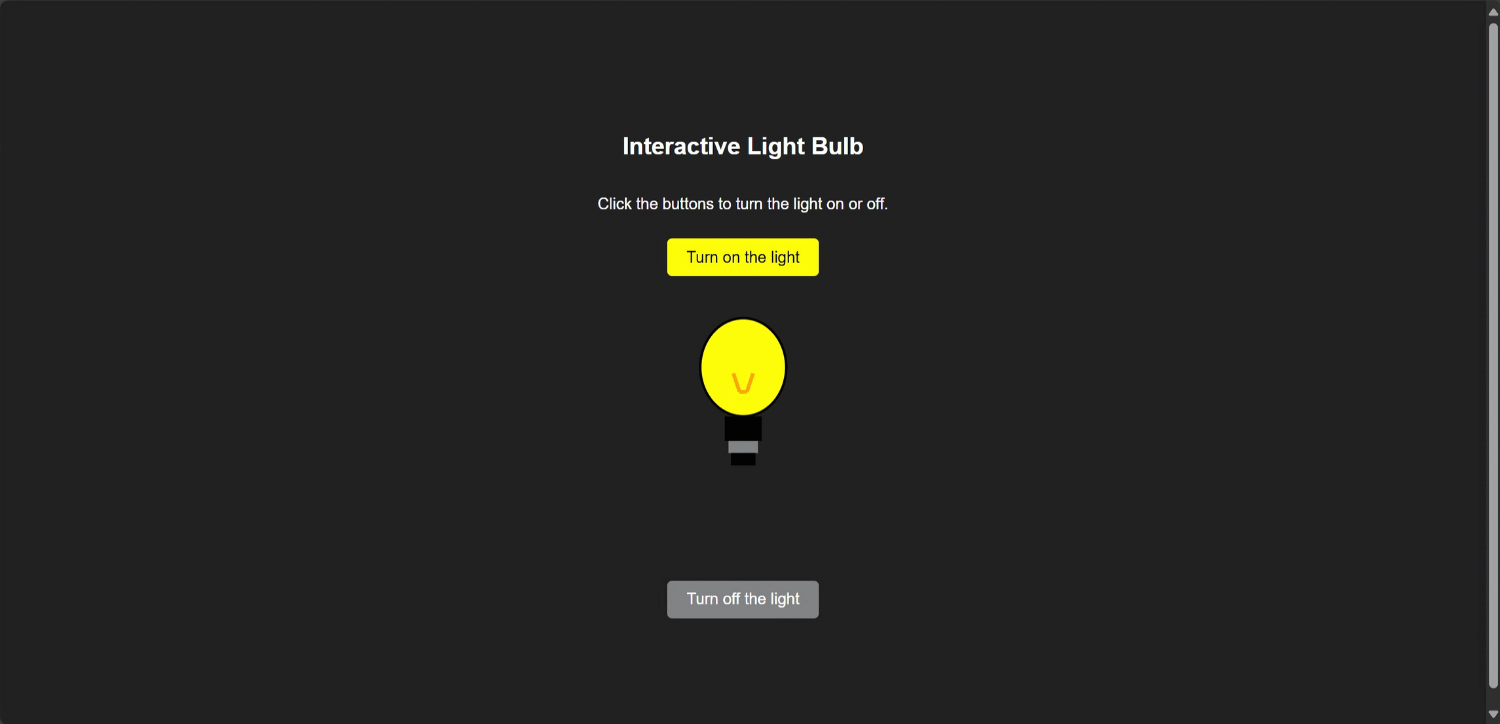 Interactive Light Bulb
Click the buttons to turn the light on or off.
Turn on the light
Turn off the light